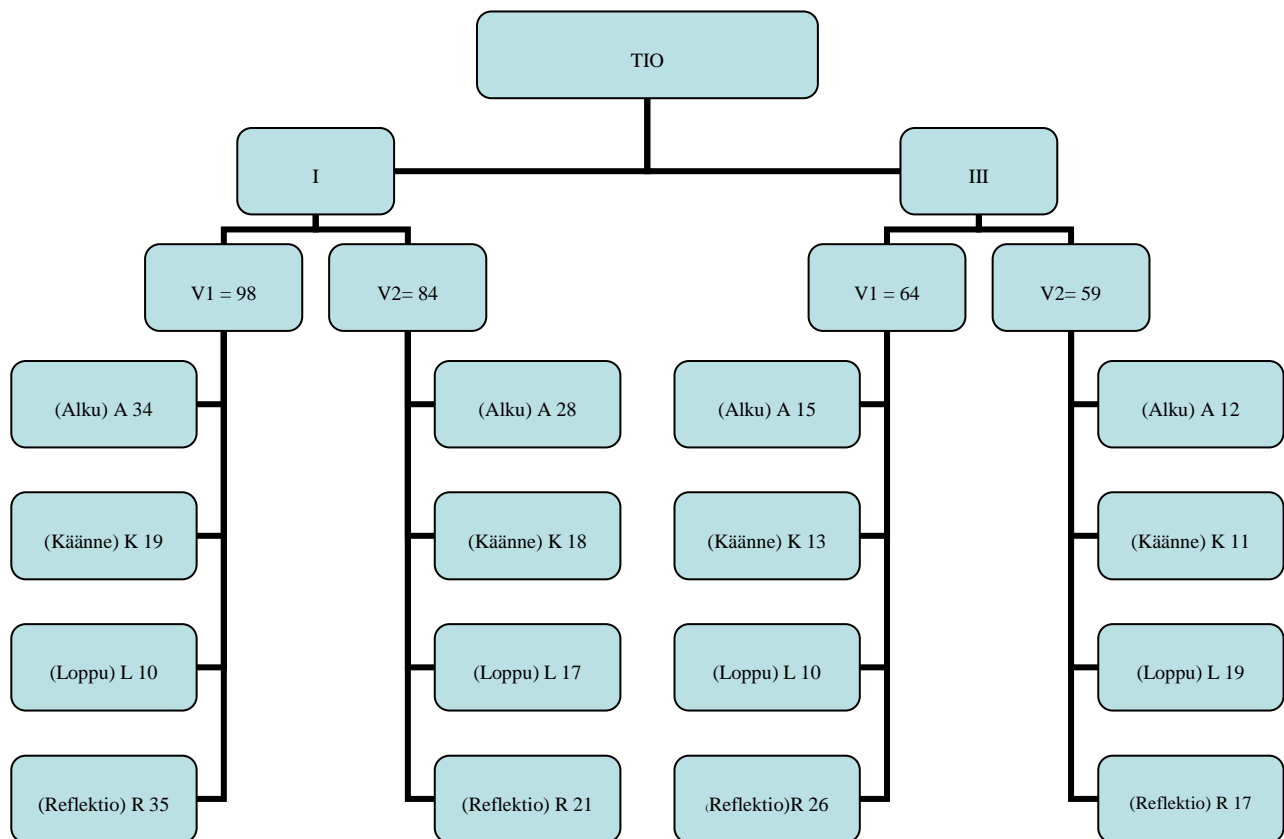 TIO
I
III
V1 = 98
V2= 84
V1 = 64
V2= 59
(Alku) A 34
(Alku) A 28
(Alku) A 15
(Alku) A 12
(Käänne) K 19
(Käänne) K 18
(Käänne) K 13
(Käänne) K 11
(Loppu) L 10
(Loppu) L 17
(Loppu) L 10
(Loppu) L 19
(Reflektio) R 35
(Reflektio) R 21
(Reflektio)R 26
(Reflektio) R 17